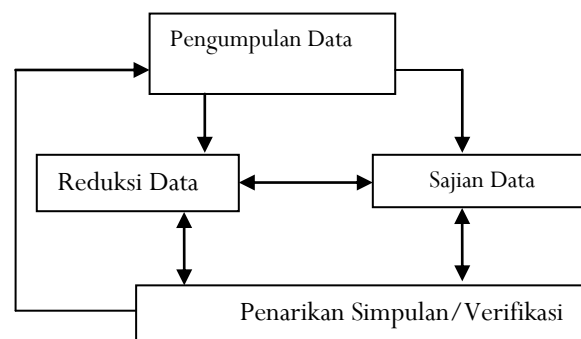 Pengumpulan Data
Reduksi Data
Sajian Data
Penarikan Simpulan/Verifikasi